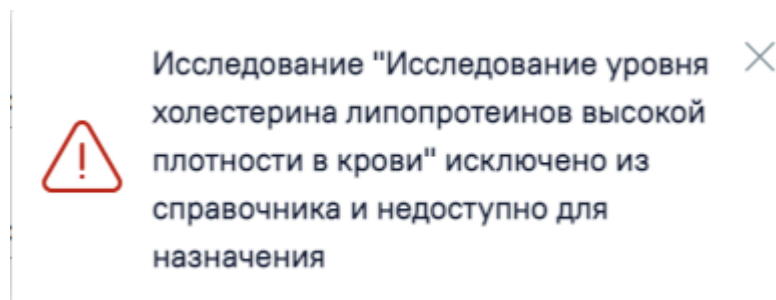 Исследование "Исследование уровня
холестерина липопротеинов высокой
плотности в крови" исключено из
справочника и недоступно для
назначения